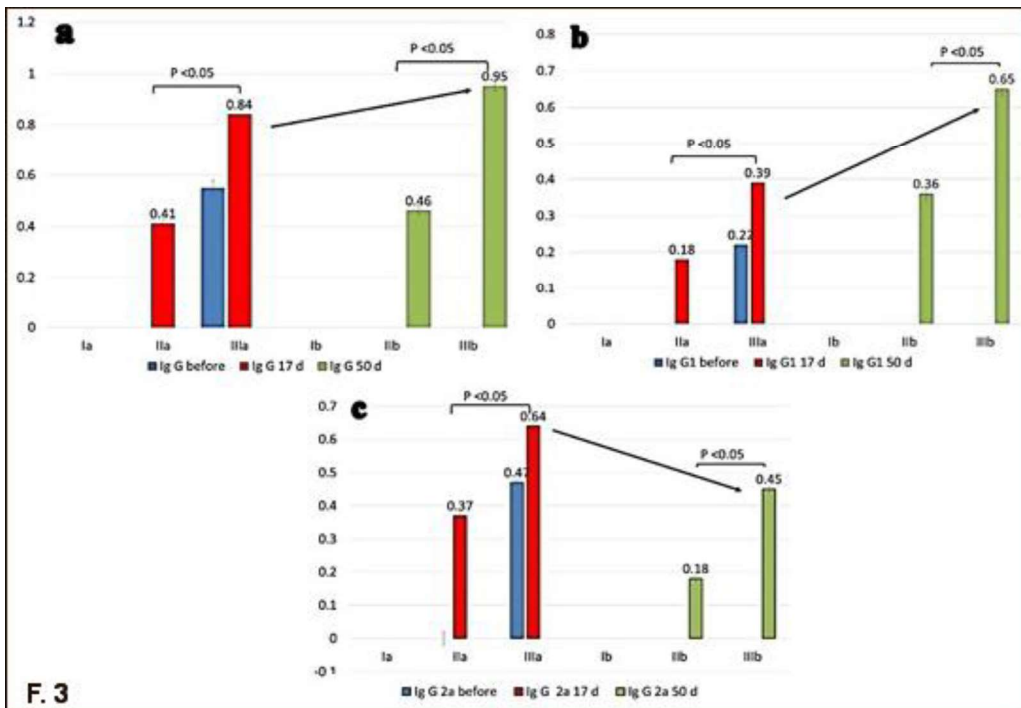 a
1.2
1
0.8
0.6
0.4
0.2
0
P <0.05
P <0.05
0.41
0.84
0.46
0.95
Ia IIa IIIa Ib IIb IIIb
Ig G before Ig G 17 d Ig G 50 d
b
0.8
0.7
0.6
0.5
0.4
0.3
0.2
0.1
0
P <0.05
P <0.05
0.18
0.22
0.39
0.36
0.65
Ia IIa IIIa Ib IIb IIIb
Ig G1 before Ig G1 17 d Ig G1 50 d
c
0.7
0.6
0.5
0.4
0.3
0.2
0.1
0
-0.1
P <0.05
P <0.05
0.37
0.47
0.64
0.18
0.45
Ia IIa IIIa Ib IIb IIIb
Ig G 2a before Ig G 2a 17 d Ig G 2a 50 d
F. 3